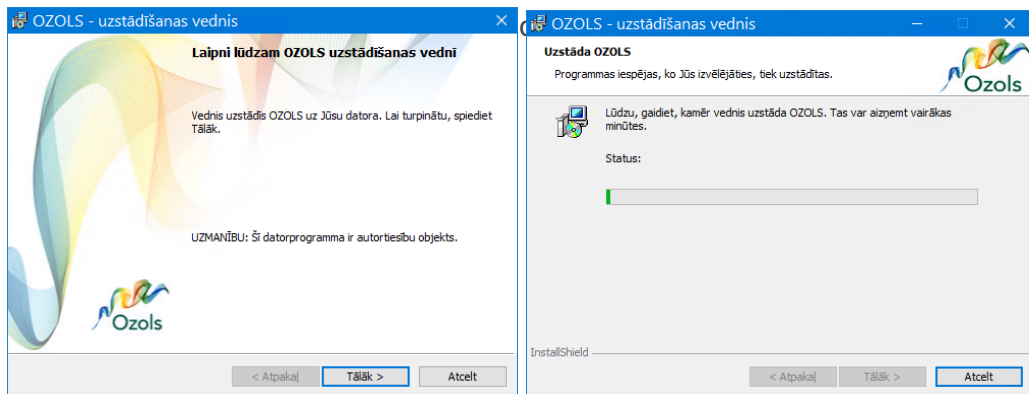 OZOLS - uzstādīšanas vednis
Laipni lūdzam OZOLS uzstādīšanas vednī
Vednis uzstādīs OZOLS uz Jūsu datora. Lai turpinātu, spiediet
Tālāk.
UZMANĪBU: Šī datorprogramma ir autortiesību objekts.
Ozols
< Atpakaļ
Tālāk >
Atcelt
OZOLS - uzstādīšanas vednis
Uzstāda OZOLS
Programmas iespējas, ko Jūs izvēlējāties, tiek uzstādītas.
Ozols
Lūdzu, gaidiet, kamēr vednis uzstāda OZOLS. Tas var aizņemt vairākas
minūtes.
Status:
InstallShield
< Atpakaļ
Tālāk >
Atcelt